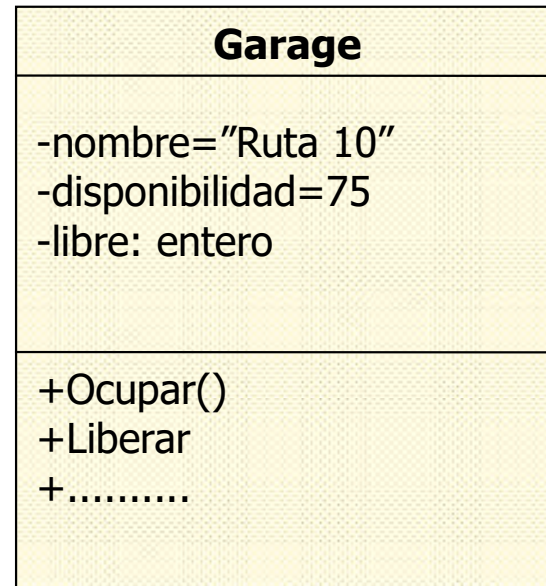 Garage
-nombre=”Ruta 10”
-disponibilidad=75
-libre: entero
+Ocupar()
+Liberar
+..........